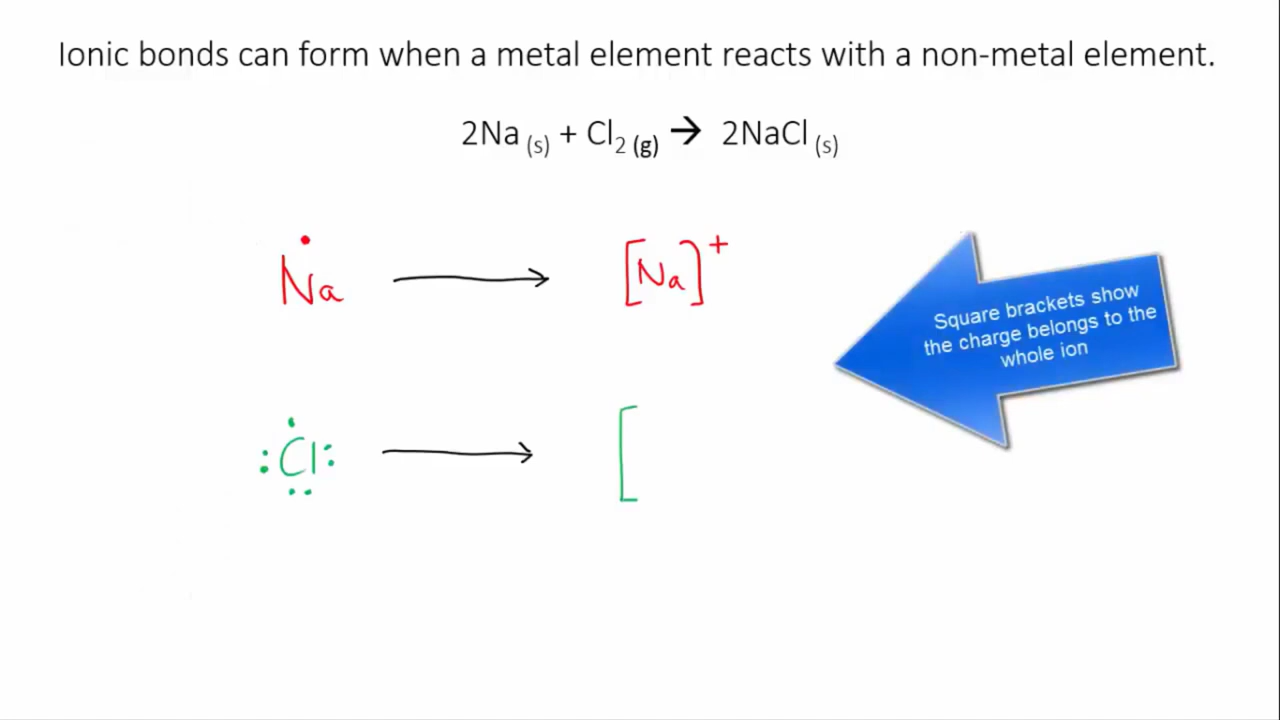 Ionic bonds can form when a metal element reacts with a non-metal element.
2Na (s) + Cl₂ (g) → 2NaCl (s)
Na → [Na]⁺
Square brackets show
the charge belongs to the
whole ion
:Cl: → [